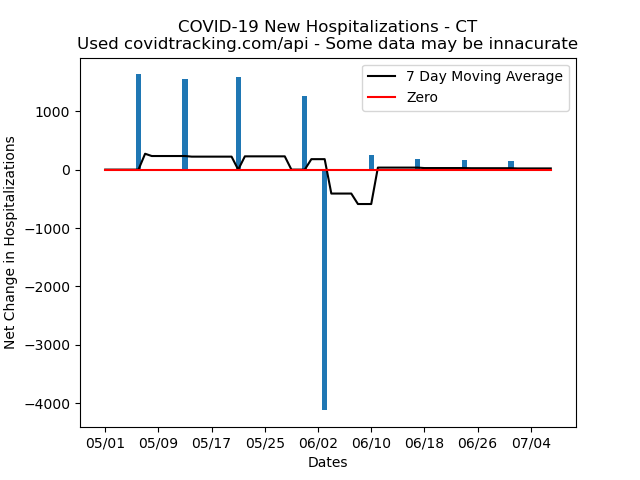 COVID-19 New Hospitalizations - CT
Used covidtracking.com/api - Some data may be innacurate
7 Day Moving Average
Zero
Net Change in Hospitalizations
1000
0
−1000
−2000
−3000
−4000
05/01 05/09 05/17 05/25 06/02 06/10 06/18 06/26 07/04
Dates